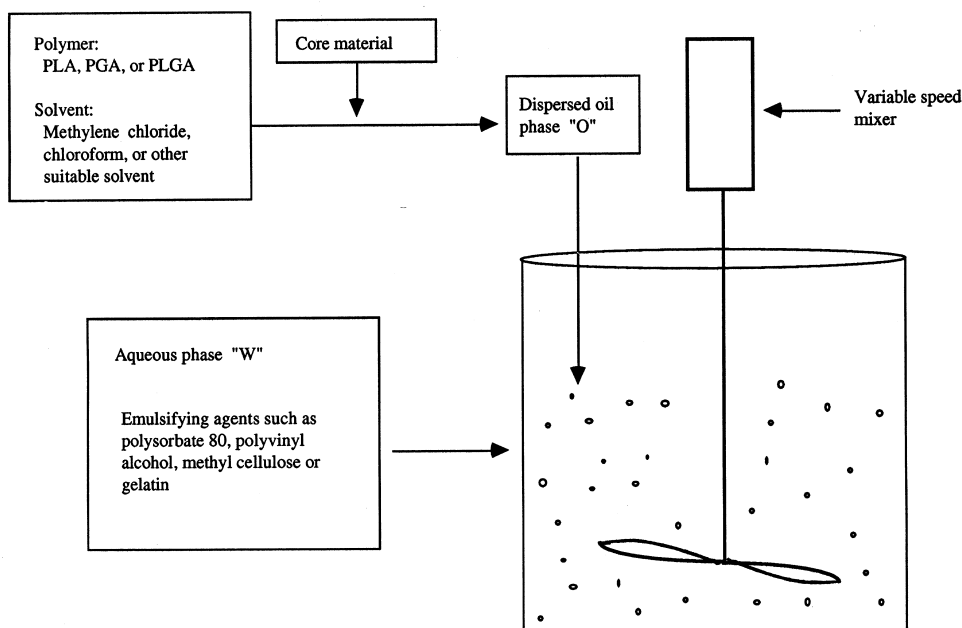 Polymer:
PLA, PGA, or PLGA
Solvent:
Methylene chloride,
chloroform, or other
suitable solvent
Core material
Dispersed oil
phase "O"
Variable speed
mixer
Aqueous phase "W"
Emulsifying agents such as
polysorbate 80, polyvinyl
alcohol, methyl cellulose or
gelatin